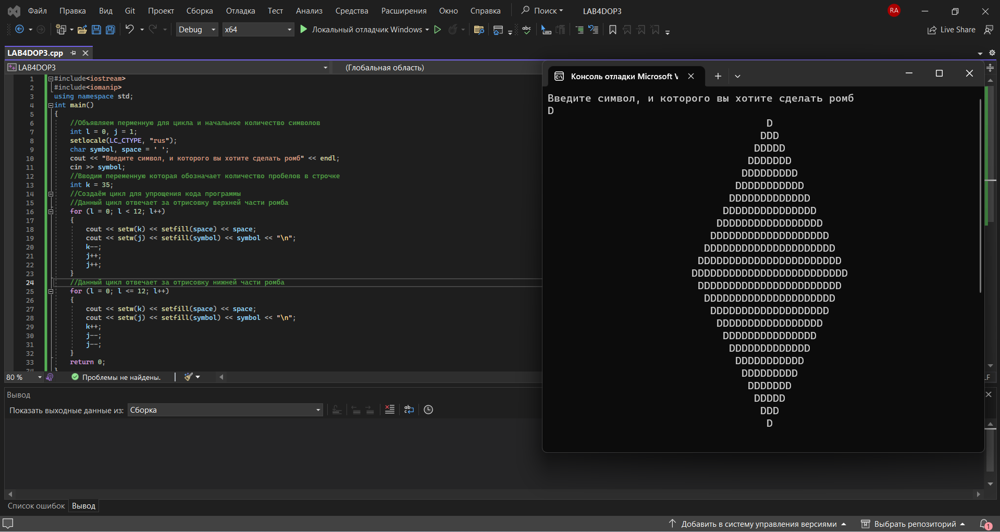 Файл Правка Вид Git Проект Сборка Отладка Тест Анализ Средства Расширения Окно Справка Поиск LAB4DOP3 RA
Debug x64 Локальный отладчик Windows abc Live Share
LAB4DOP3.cpp
LAB4DOP3 (Глобальная область)
1 #include<iostream>
2 #include<iomanip>
3 using namespace std;
4 int main()
5 {
6 //Объявляем перменную для цикла и начальное количество символов
7 int l = 0, j = 1;
8 setlocale(LC_CTYPE, "rus");
9 char symbol, space = ' ';
10 cout << "Введите символ, и которого вы хотите сделать ромб" << endl;
11 cin >> symbol;
12 //Вводим переменную которая обозначает количество пробелов в строчке
13 int k = 35;
14 //Создаём цикл для упрощения кода программы
15 //Данный цикл отвечает за отрисовку верхней части ромба
16 for (l = 0; l < 12; l++)
17 {
18 cout << setw(k) << setfill(space) << space;
19 cout << setw(j) << setfill(symbol) << symbol << "\n";
20 k--;
21 j++;
22 j++;
23 }
24 //Данный цикл отвечает за отрисовку нижней части ромба
25 for (l = 0; l <= 12; l++)
26 {
27 cout << setw(k) << setfill(space) << space;
28 cout << setw(j) << setfill(symbol) << symbol << "\n";
29 k++;
30 j--;
31 j--;
32 }
33 return 0;
34 }
80 % Проблемы не найдены. LF
Вывод
Показать выходные данные из: Сборка
Список ошибок Вывод
Консоль отладки Microsoft V
Введите символ, и которого вы хотите сделать ромб
D
D
DDD
DDDDD
DDDDDDD
DDDDDDDDD
DDDDDDDDDDD
DDDDDDDDDDDDD
DDDDDDDDDDDDDDD
DDDDDDDDDDDDDDDDD
DDDDDDDDDDDDDDDDDDD
DDDDDDDDDDDDDDDDDDDDD
DDDDDDDDDDDDDDDDDDDDDDD
DDDDDDDDDDDDDDDDDDDDDDDDD
DDDDDDDDDDDDDDDDDDDDDDD
DDDDDDDDDDDDDDDDDDDDD
DDDDDDDDDDDDDDDDDDD
DDDDDDDDDDDDDDDDD
DDDDDDDDDDDDDDD
DDDDDDDDDDDDD
DDDDDDDDDDD
DDDDDDDDD
DDDDDDD
DDDDD
DDD
D
Добавить в систему управления версиями Выбрать репозиторий 1